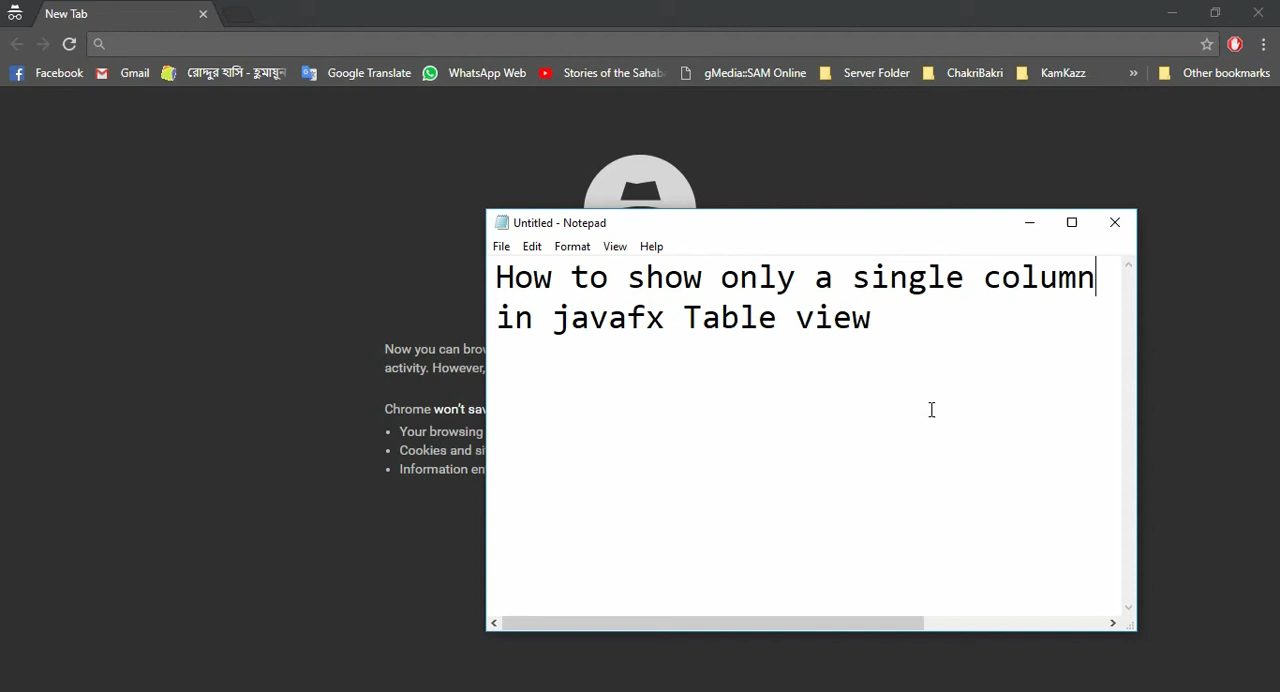 New Tab
Facebook Gmail রোদ্দুর হাসি - হুমায়ূন Google Translate WhatsApp Web Stories of the Sahab gMedia::SAM Online Server Folder ChakriBakri KamKazz » Other bookmarks
Untitled - Notepad
File Edit Format View Help
How to show only a single column
in javafx Table view
Now you can brow
activity. However,
Chrome won't sav
• Your browsing
• Cookies and si
• Information en